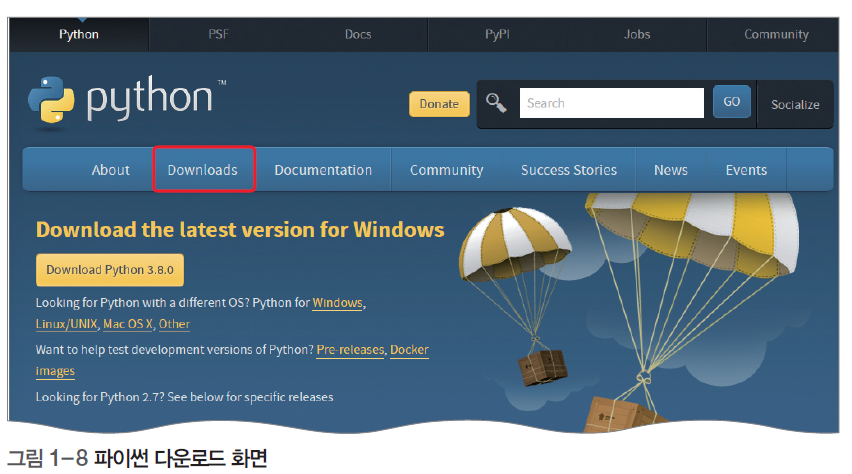 Python PSF Docs PyPI Jobs Community
python™
Donate Search GO Socialize
About Downloads Documentation Community Success Stories News Events
Download the latest version for Windows
Download Python 3.8.0
Looking for Python with a different OS? Python for Windows,
Linux/UNIX, Mac OS X, Other
Want to help test development versions of Python? Pre-releases, Docker
images
Looking for Python 2.7? See below for specific releases
그림 1-8 파이썬 다운로드 화면